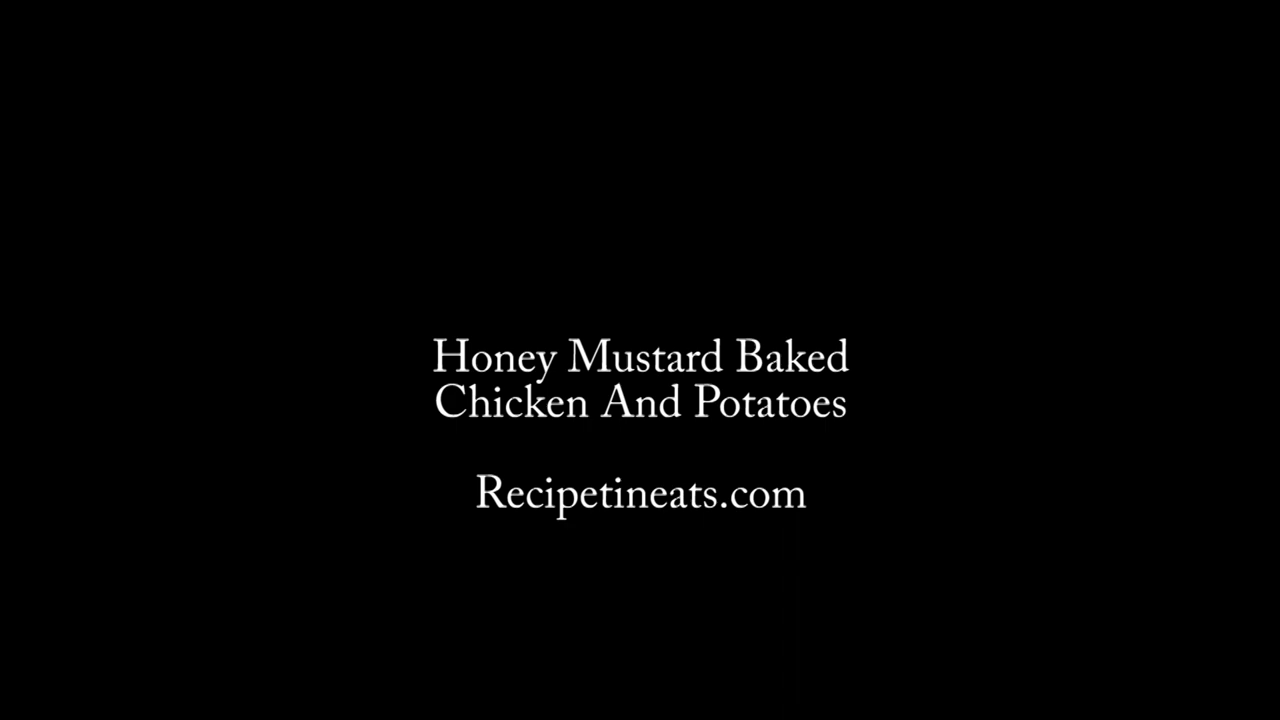 Honey Mustard Baked
Chicken And Potatoes
Recipetineats.com